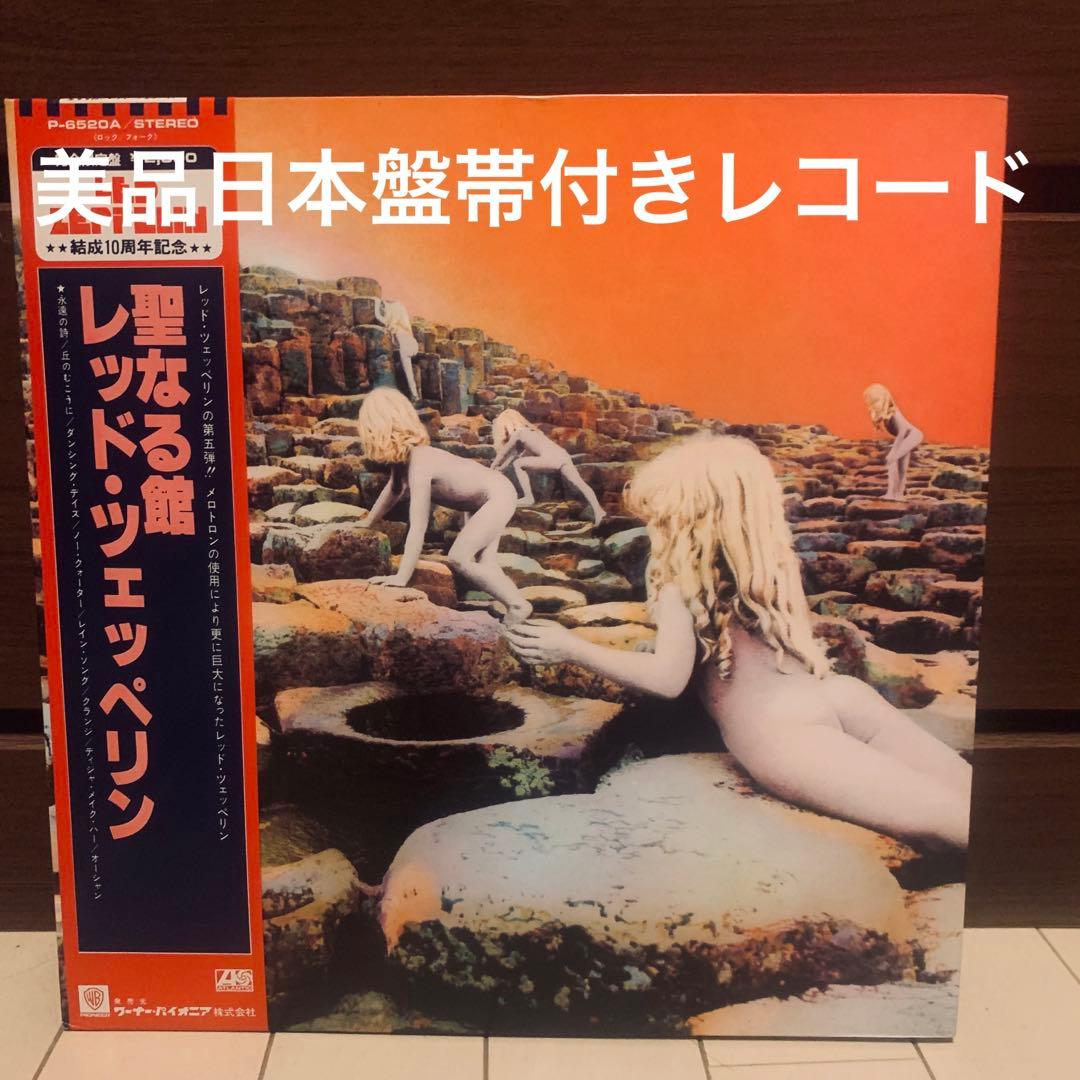 P-6520A/STEREO
(ロック/フォーク)
美品日本盤帯付きレコード
★★結成10周年記念★★
レッド・ツェッペリンの第五弾!! メロトロンの使用により更に巨大になったレッド・ツェッペリン
聖なる館
レッド・ツェッペリン
★永遠の詩/丘のむこうに/ダンシング・デイズ/ノー・クォーター/レイン・ソング/クランジ/ディジャ・メイク・ハー/オーシャン
WB
PIONEER
発売元
ワーナー・パイオニア株式会社
ATLANTIC